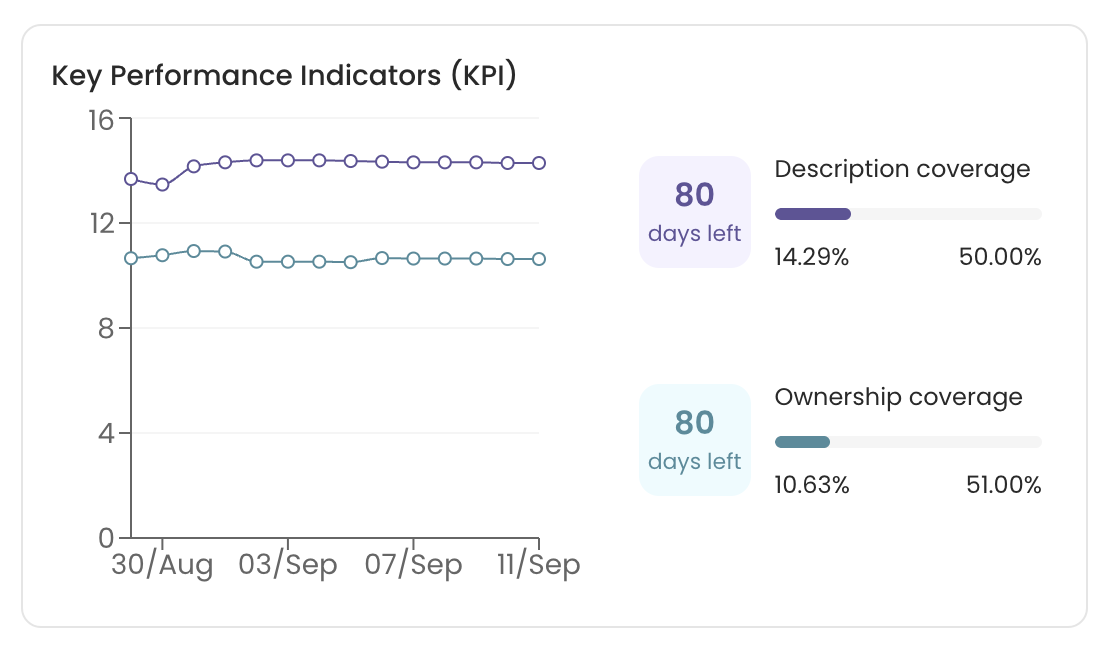 Key Performance Indicators (KPI)
16
12
8
4
0
30/Aug 03/Sep 07/Sep 11/Sep
80
days left
Description coverage
14.29% 50.00%
80
days left
Ownership coverage
10.63% 51.00%